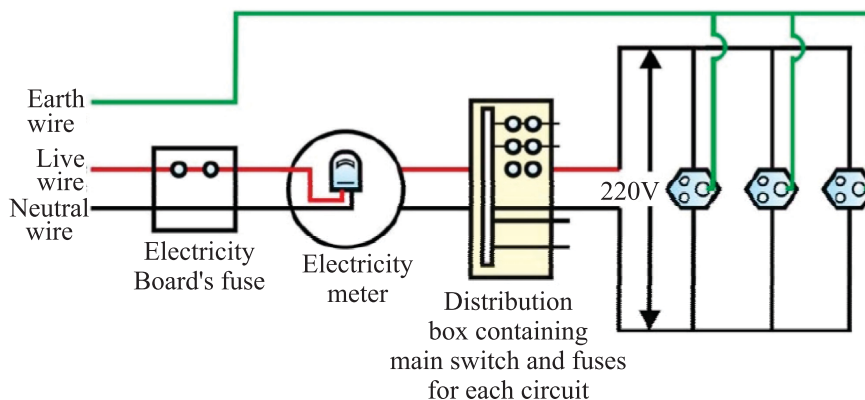 Earth
wire
Live
wire
Neutral
wire
Electricity
Board's fuse
Electricity
meter
Distribution
box containing
main switch and fuses
for each circuit
220V